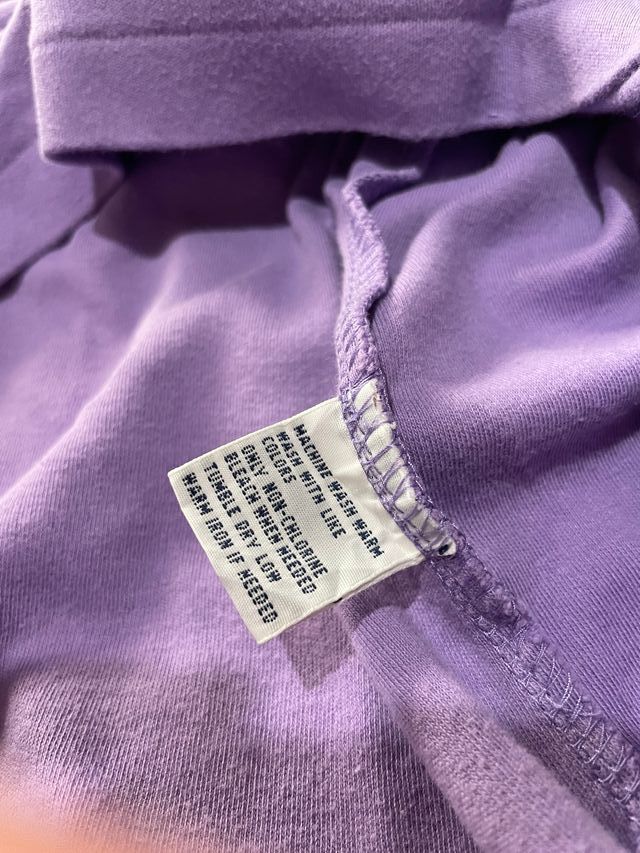 MACHINE WASH WARM
WASH WITH LIKE
COLORS
ONLY NON-CHLORINE
BLEACH WHEN NEEDED
TUMBLE DRY LOW
WARM IRON IF NEEDED